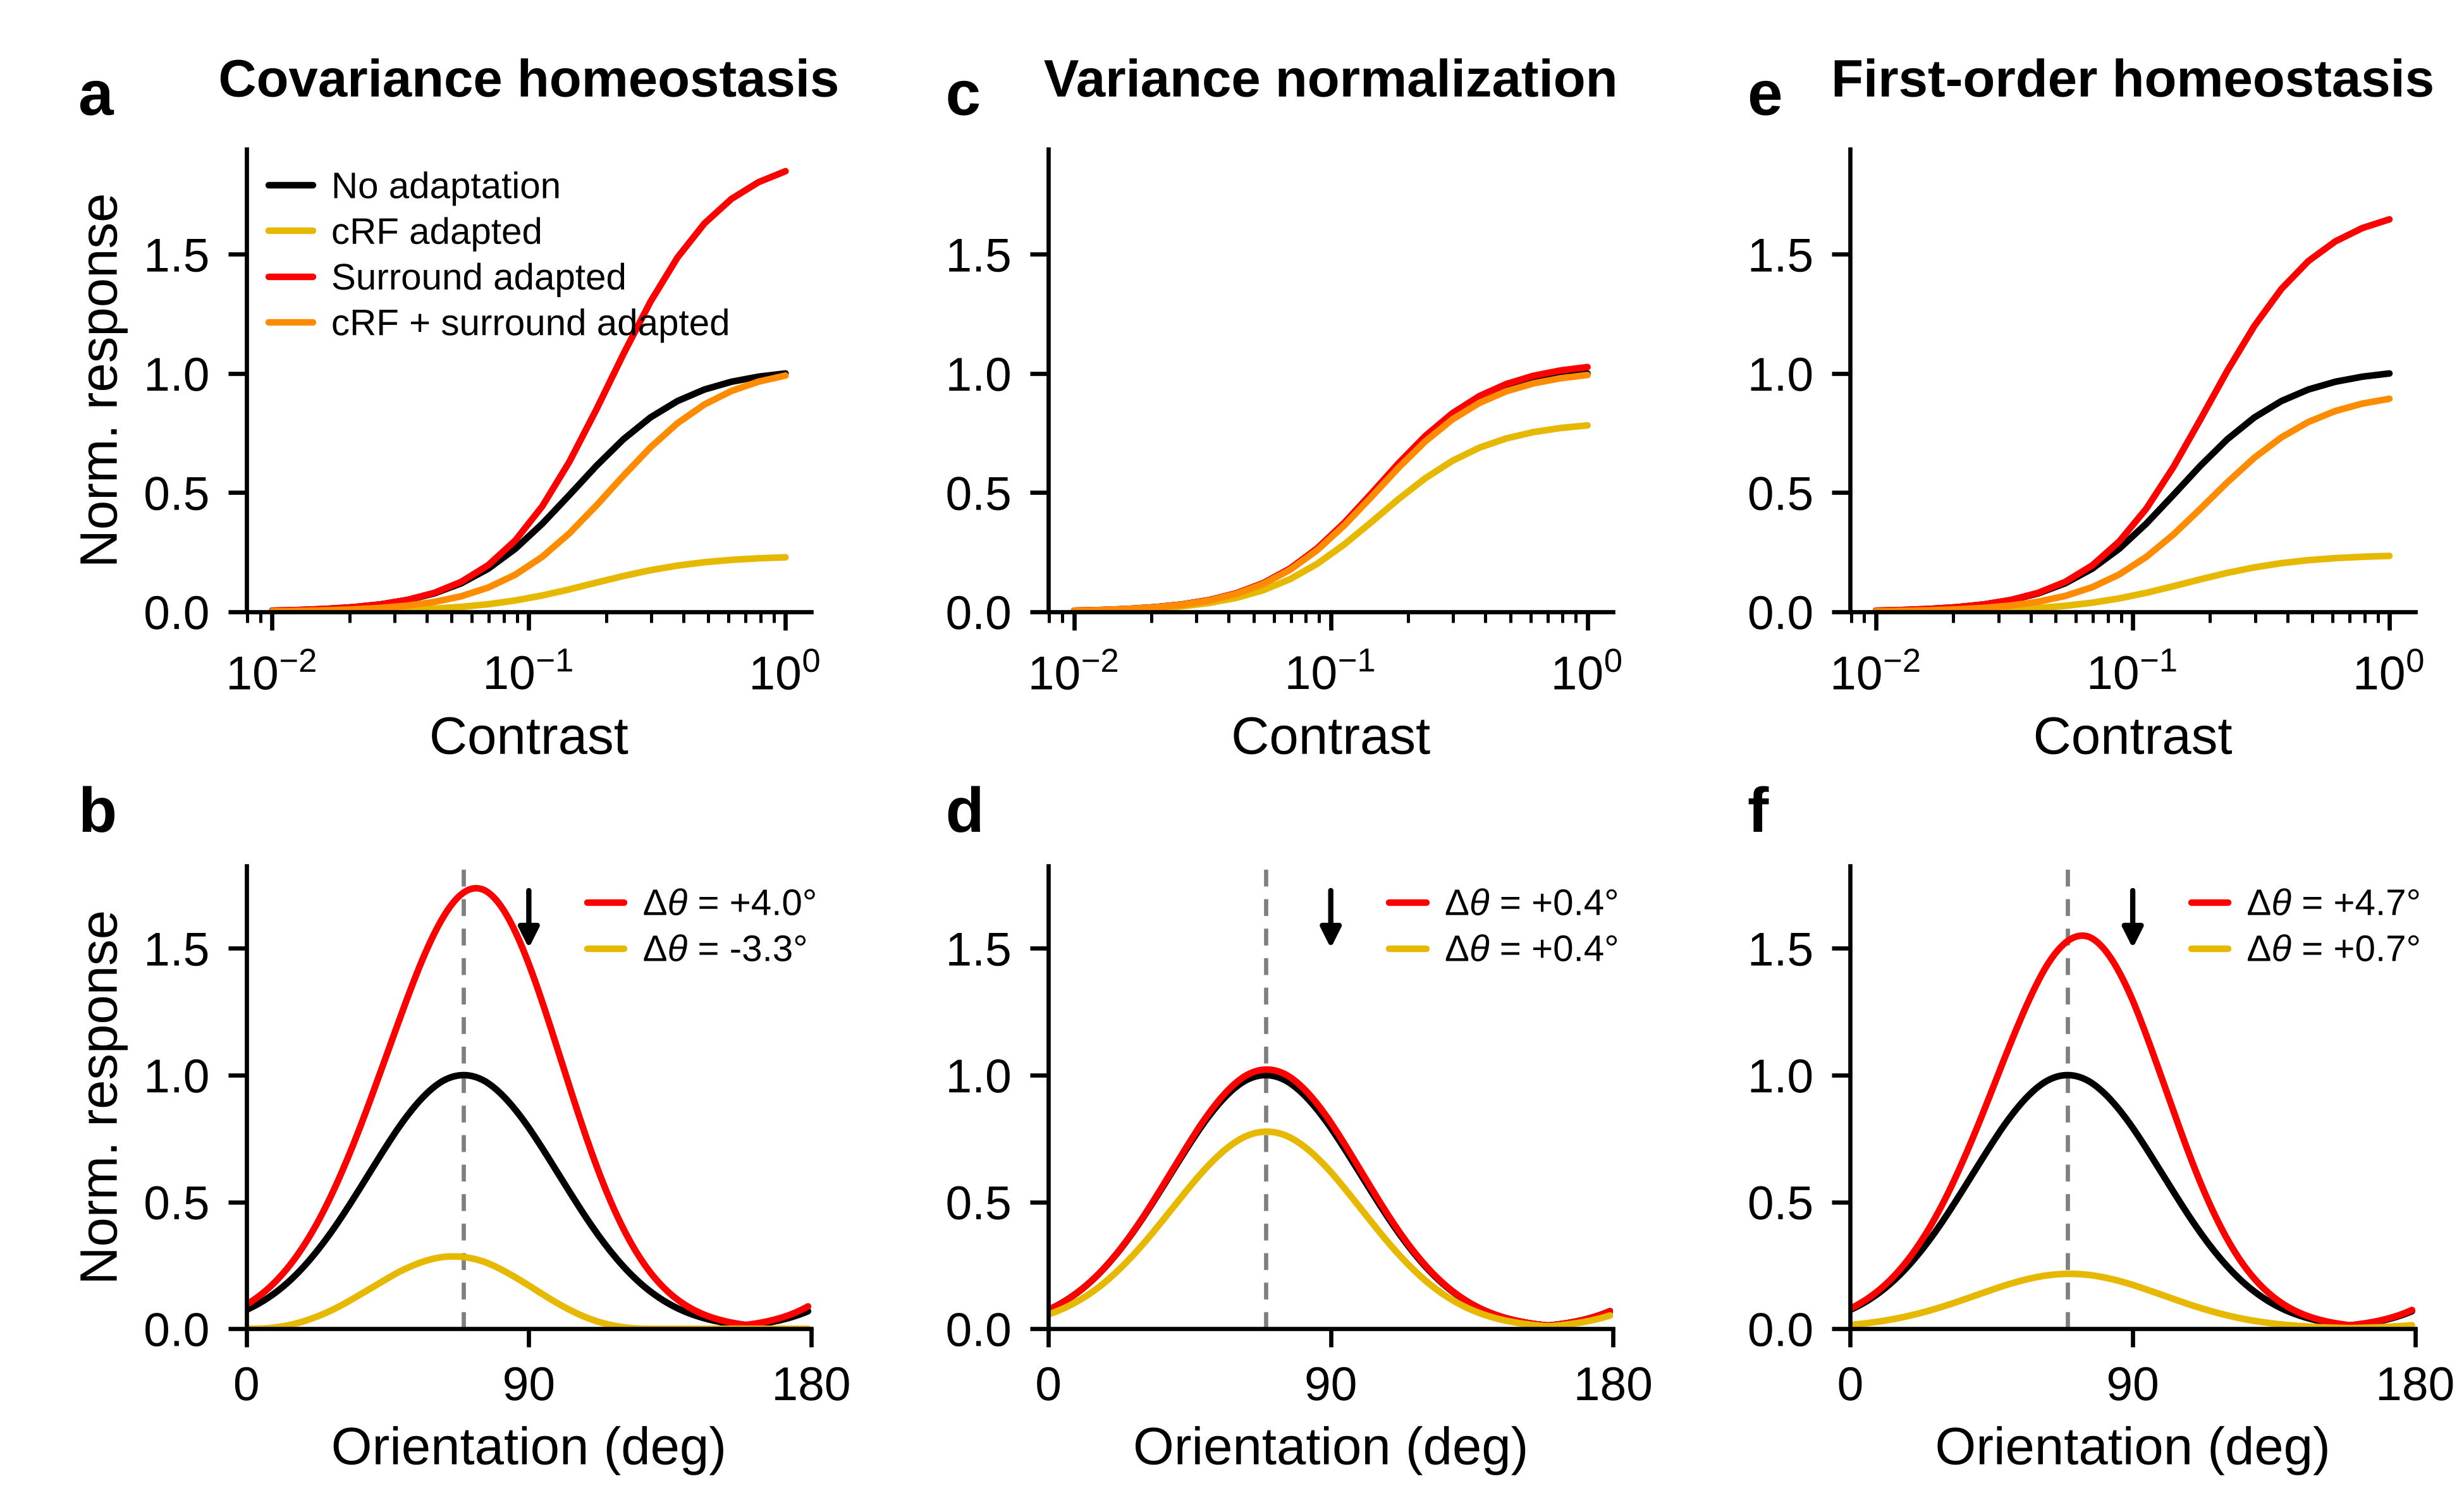 a Covariance homeostasis
Norm. response
1.5
1.0
0.5
0.0
No adaptation
cRF adapted
Surround adapted
cRF + surround adapted
10⁻² 10⁻¹ 10⁰
Contrast
c Variance normalization
1.5
1.0
0.5
0.0
10⁻² 10⁻¹ 10⁰
Contrast
e First-order homeostasis
1.5
1.0
0.5
0.0
10⁻² 10⁻¹ 10⁰
Contrast
b
Norm. response
1.5
1.0
0.5
0.0
Δθ = +4.0°
Δθ = -3.3°
0 90 180
Orientation (deg)
d
1.5
1.0
0.5
0.0
Δθ = +0.4°
Δθ = +0.4°
0 90 180
Orientation (deg)
f
1.5
1.0
0.5
0.0
Δθ = +4.7°
Δθ = +0.7°
0 90 180
Orientation (deg)